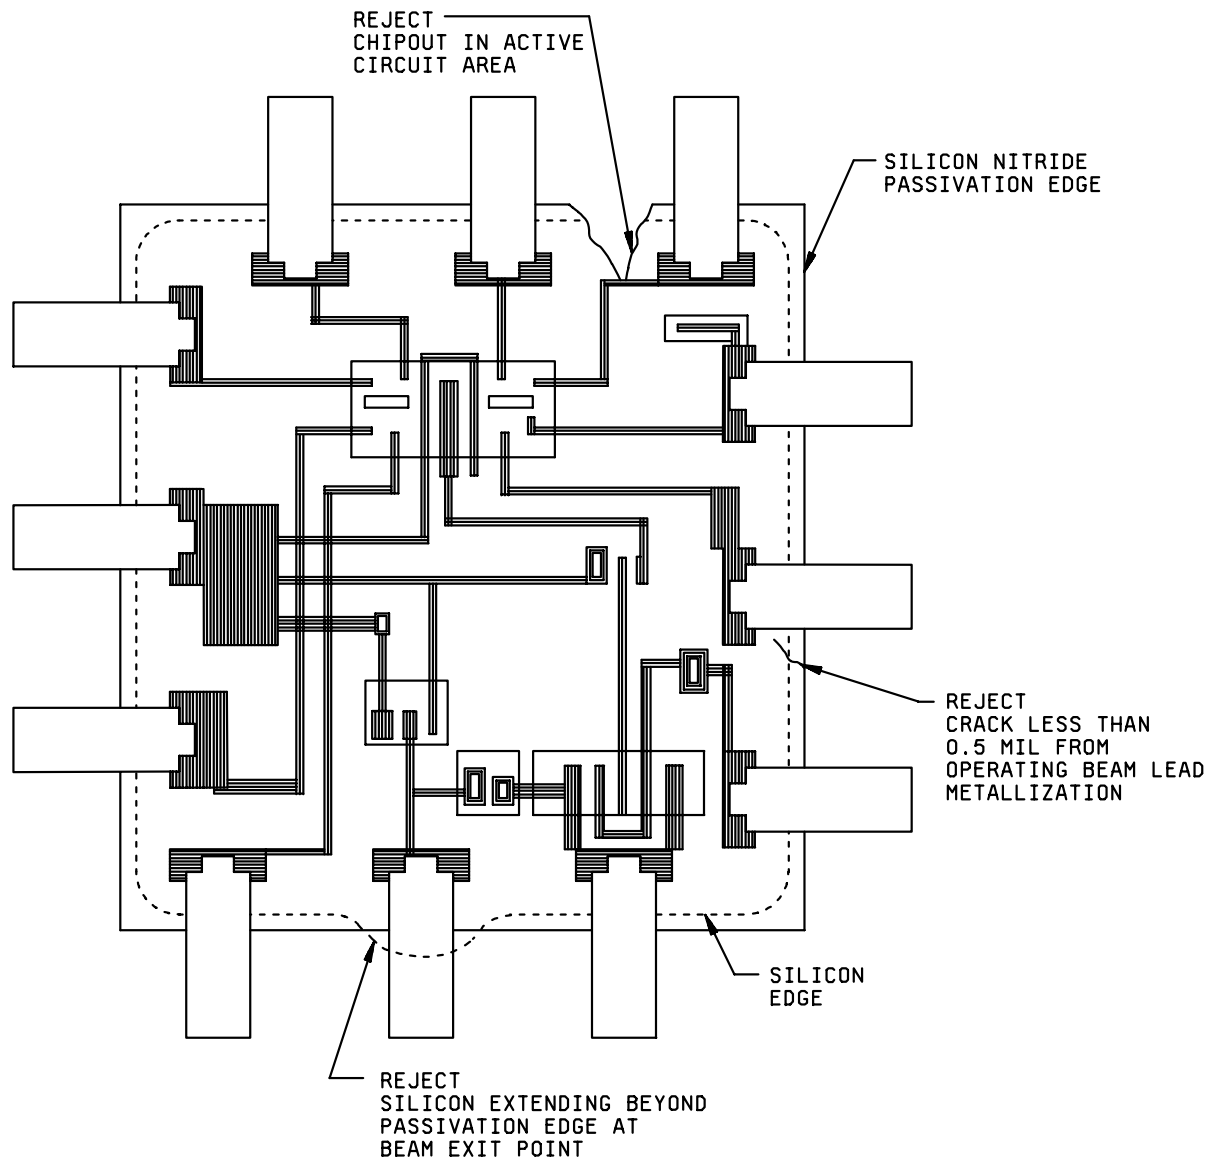 REJECT
CHIPOUT IN ACTIVE
CIRCUIT AREA
SILICON NITRIDE
PASSIVATION EDGE
REJECT
CRACK LESS THAN
0.5 MIL FROM
OPERATING BEAM LEAD
METALLIZATION
SILICON
EDGE
REJECT
SILICON EXTENDING BEYOND
PASSIVATION EDGE AT
BEAM EXIT POINT